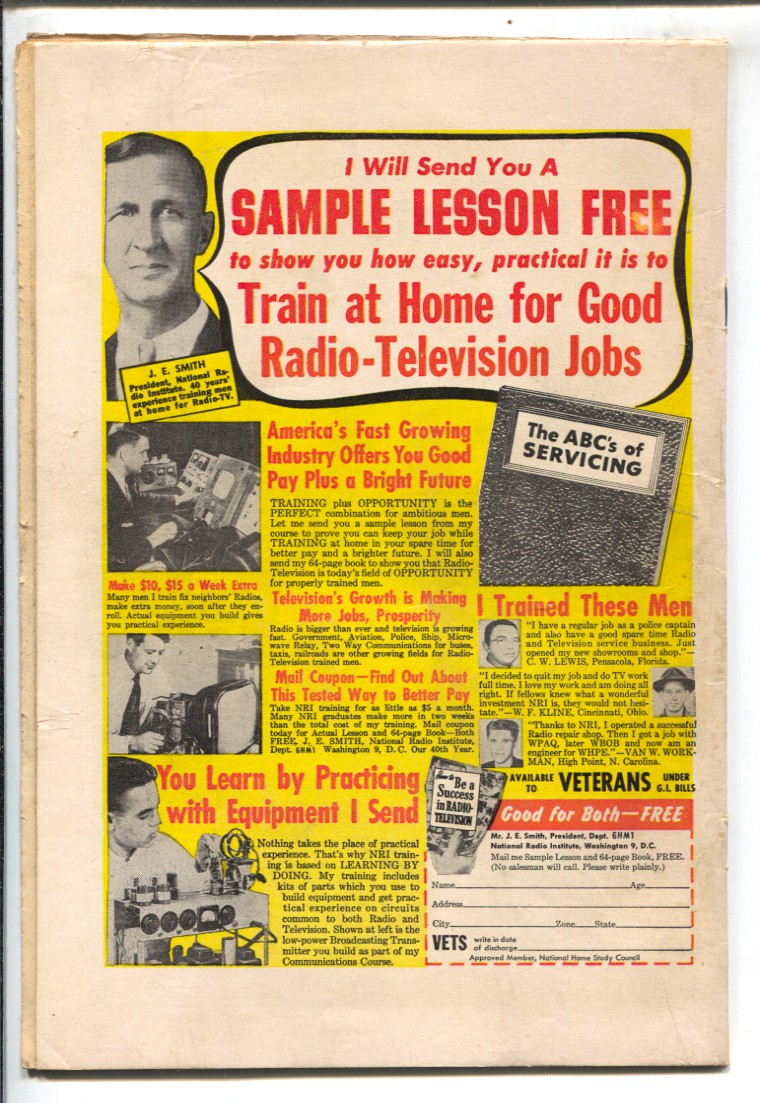 I Will Send You A
SAMPLE LESSON FREE
to show you how easy, practical it is to
Train at Home for Good
Radio-Television Jobs
J. E. SMITH
President, National Ra-
dio Institute. 40 years'
experience training men
at home for Radio-TV.
America's Fast Growing
Industry Offers You Good
Pay Plus a Bright Future
TRAINING plus OPPORTUNITY is the
PERFECT combination for ambitious men.
Let me send you a sample lesson from my
course to prove you can keep your job while
TRAINING at home in your spare time for
better pay and a brighter future. I will also
send my 64-page book to show you that Radio-
Television is today's field of OPPORTUNITY
for properly trained men.
The ABC's of
SERVICING
Make $10, $15 a Week Extra
Many men I train fix neighbors' Radios,
make extra money, soon after they en-
roll. Actual equipment you build gives
you practical experience.
Television's Growth is Making
More Jobs, Prosperity
Radio is bigger than ever and television is growing
fast. Government, Aviation, Police, Ship, Micro-
wave Relay, Two Way Communications for buses,
taxis, railroads are other growing fields for Radio-
Television trained men.
Mail Coupon—Find Out About
This Tested Way to Better Pay
Take NRI training for as little as $5 a month.
Many NRI graduates make more in two weeks
than the total cost of my training. Mail coupon
today for Actual Lesson and 64-page Book—Both
FREE, J. E. SMITH, National Radio Institute,
Dept. 6HM1 Washington 9, D. C. Our 40th Year.
I Trained These Men
"I have a regular job as a police captain
and also have a good spare time Radio
and Television service business. Just
opened my new showrooms and shop."—
C. W. LEWIS, Pensacola, Florida.
"I decided to quit my job and do TV work
full time. I love my work and am doing all
right. If fellows knew what a wonderful
investment NRI is, they would not hesi-
tate."—W. F. KLINE, Cincinnati, Ohio.
"Thanks to NRI, I operated a successful
Radio repair shop. Then I got a job with
WPAQ, later WBOB and now am an
engineer for WHPE."—VAN W. WORK-
MAN, High Point, N. Carolina.
You Learn by Practicing
with Equipment I Send
Nothing takes the place of practical
experience. That's why NRI train-
ing is based on LEARNING BY
DOING. My training includes
kits of parts which you use to
build equipment and get prac-
tical experience on circuits
common to both Radio and
Television. Shown at left is the
low-power Broadcasting Trans-
mitter you build as part of my
Communications Course.
How to Be a
Success
in RADIO-
TELEVISION
AVAILABLE TO VETERANS UNDER G.I. BILLS
Good for Both—FREE
Mr. J. E. Smith, President, Dept. 6HM1
National Radio Institute, Washington 9, D.C.
Mail me Sample Lesson and 64-page Book, FREE.
(No salesman will call. Please write plainly.)
Name Age
Address
City Zone State
VETS write in date
of discharge
Approved Member, National Home Study Council